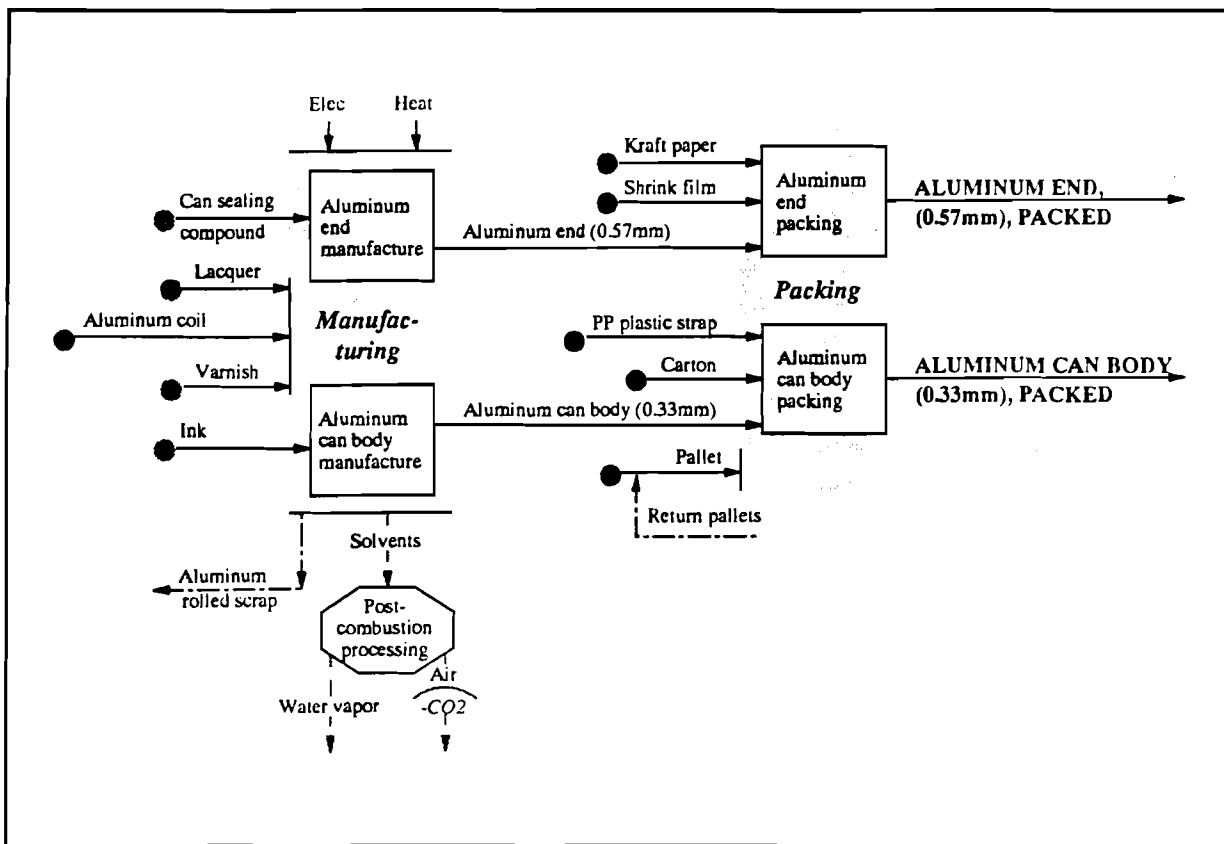 Elec
Heat
Can sealing
compound
Aluminum
end
manufacture
Lacquer
Aluminum coil
Varnish
Manufac-
turing
Ink
Aluminum
can body
manufacture
Aluminum end (0.57mm)
Aluminum can body (0.33mm)
Kraft paper
Shrink film
Aluminum
end
packing
ALUMINUM END,
(0.57mm), PACKED
Packing
PP plastic strap
Carton
Aluminum
can body
packing
ALUMINUM CAN BODY
(0.33mm), PACKED
Pallet
Return pallets
Solvents
Aluminum
rolled scrap
Post-
combustion
processing
Air
Water vapor
-CO2